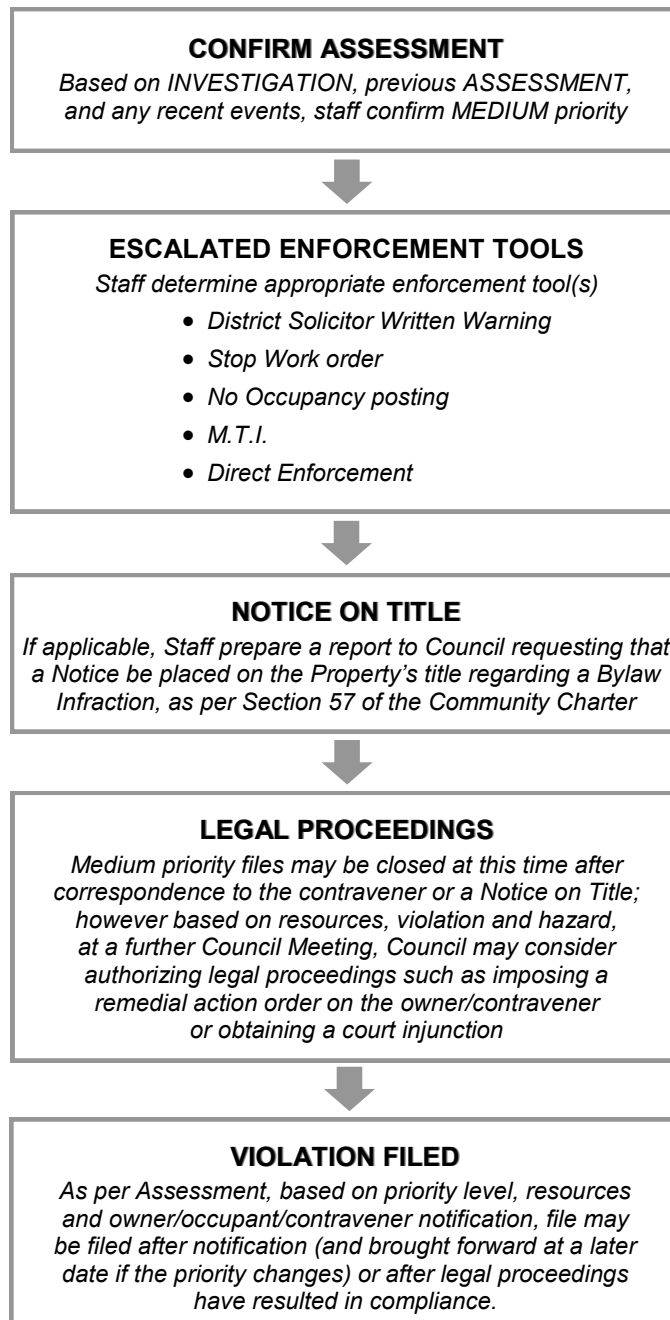 CONFIRM ASSESSMENT
Based on INVESTIGATION, previous ASSESSMENT,
and any recent events, staff confirm MEDIUM priority
ESCALATED ENFORCEMENT TOOLS
Staff determine appropriate enforcement tool(s)
• District Solicitor Written Warning
• Stop Work order
• No Occupancy posting
• M.T.I.
• Direct Enforcement
NOTICE ON TITLE
If applicable, Staff prepare a report to Council requesting that
a Notice be placed on the Property's title regarding a Bylaw
Infraction, as per Section 57 of the Community Charter
LEGAL PROCEEDINGS
Medium priority files may be closed at this time after
correspondence to the contravener or a Notice on Title;
however based on resources, violation and hazard,
at a further Council Meeting, Council may consider
authorizing legal proceedings such as imposing a
remedial action order on the owner/contravener
or obtaining a court injunction
VIOLATION FILED
As per Assessment, based on priority level, resources
and owner/occupant/contravener notification, file may
be filed after notification (and brought forward at a later
date if the priority changes) or after legal proceedings
have resulted in compliance.